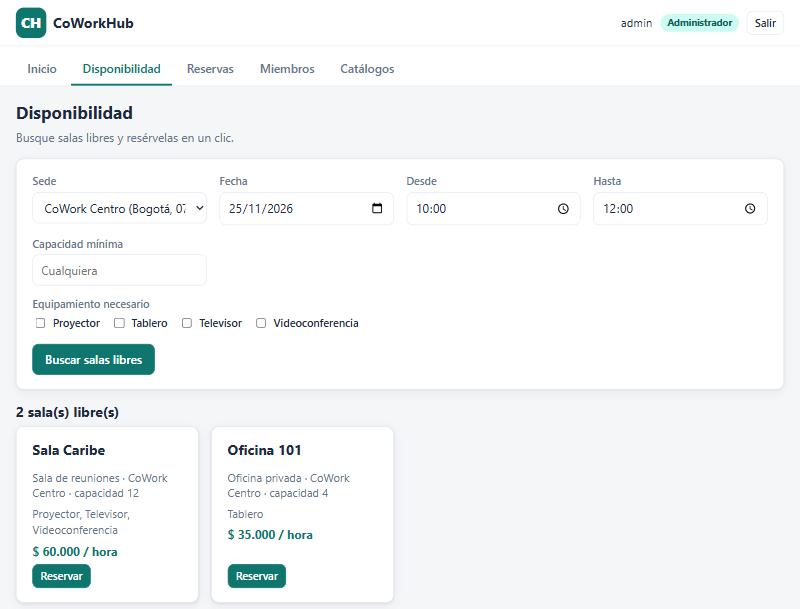 CH CoWorkHub
admin Administrador Salir
Inicio Disponibilidad Reservas Miembros Catálogos
Disponibilidad
Busque salas libres y resérvelas en un clic.
Sede Fecha Desde Hasta
CoWork Centro (Bogotá, 07 25/11/2026 10:00 12:00
Capacidad mínima
Cualquiera
Equipamiento necesario
Proyector Tablero Televisor Videoconferencia
Buscar salas libres
2 sala(s) libre(s)
Sala Caribe
Sala de reuniones · CoWork
Centro · capacidad 12
Proyector, Televisor,
Videoconferencia
$ 60.000 / hora
Reservar
Oficina 101
Oficina privada · CoWork
Centro · capacidad 4
Tablero
$ 35.000 / hora
Reservar